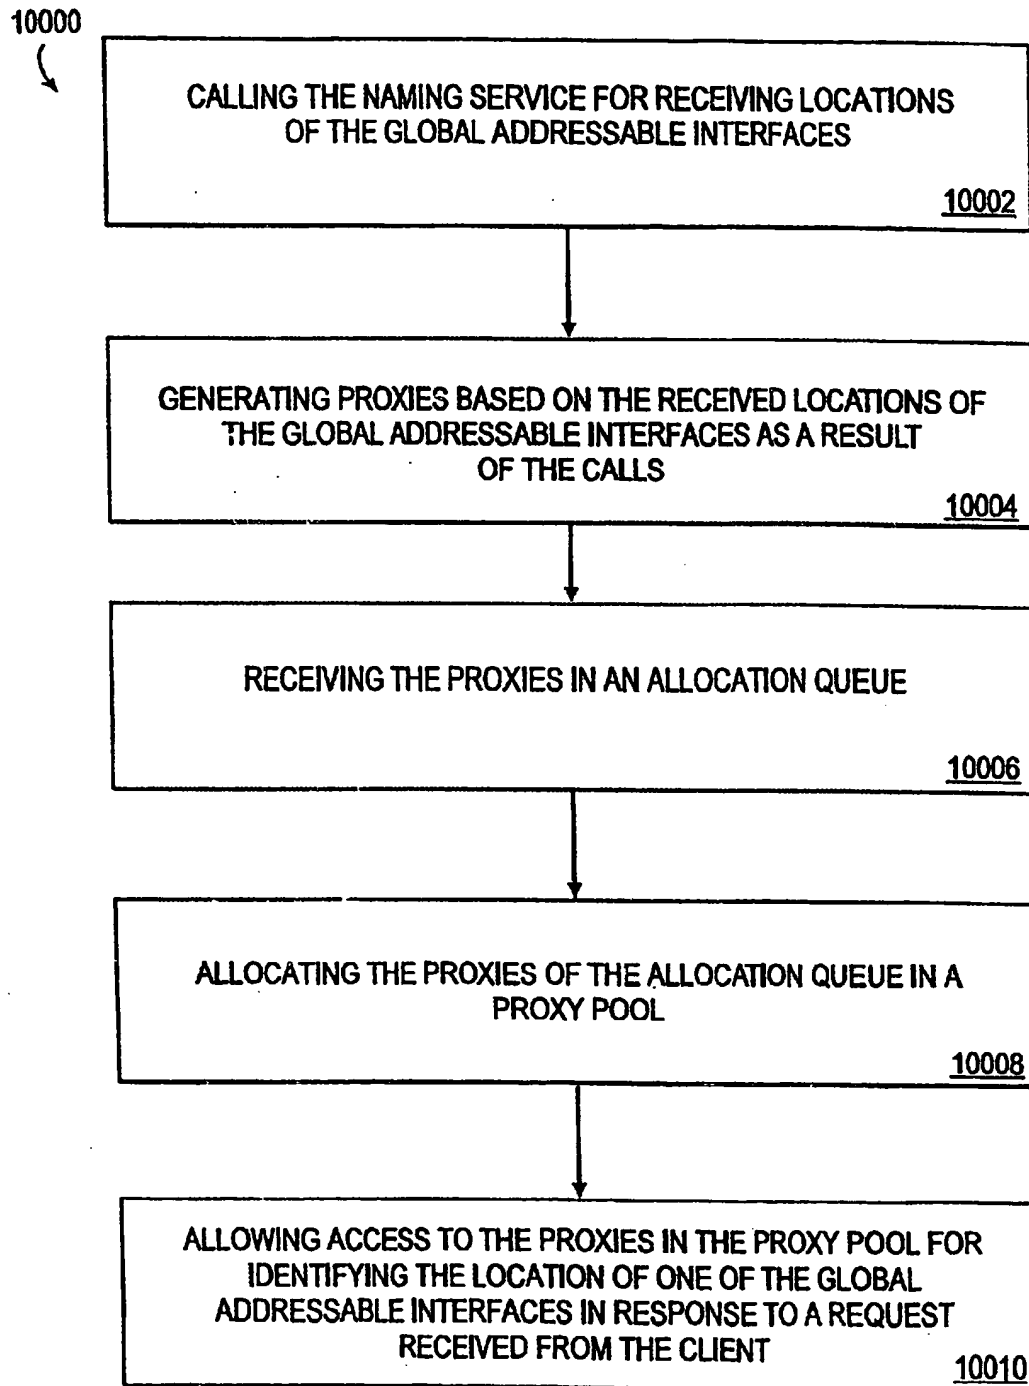 10000
CALLING THE NAMING SERVICE FOR RECEIVING LOCATIONS
OF THE GLOBAL ADDRESSABLE INTERFACES
10002
GENERATING PROXIES BASED ON THE RECEIVED LOCATIONS OF
THE GLOBAL ADDRESSABLE INTERFACES AS A RESULT
OF THE CALLS
10004
RECEIVING THE PROXIES IN AN ALLOCATION QUEUE
10006
ALLOCATING THE PROXIES OF THE ALLOCATION QUEUE IN A
PROXY POOL
10008
ALLOWING ACCESS TO THE PROXIES IN THE PROXY POOL FOR
IDENTIFYING THE LOCATION OF ONE OF THE GLOBAL
ADDRESSABLE INTERFACES IN RESPONSE TO A REQUEST
RECEIVED FROM THE CLIENT
10010